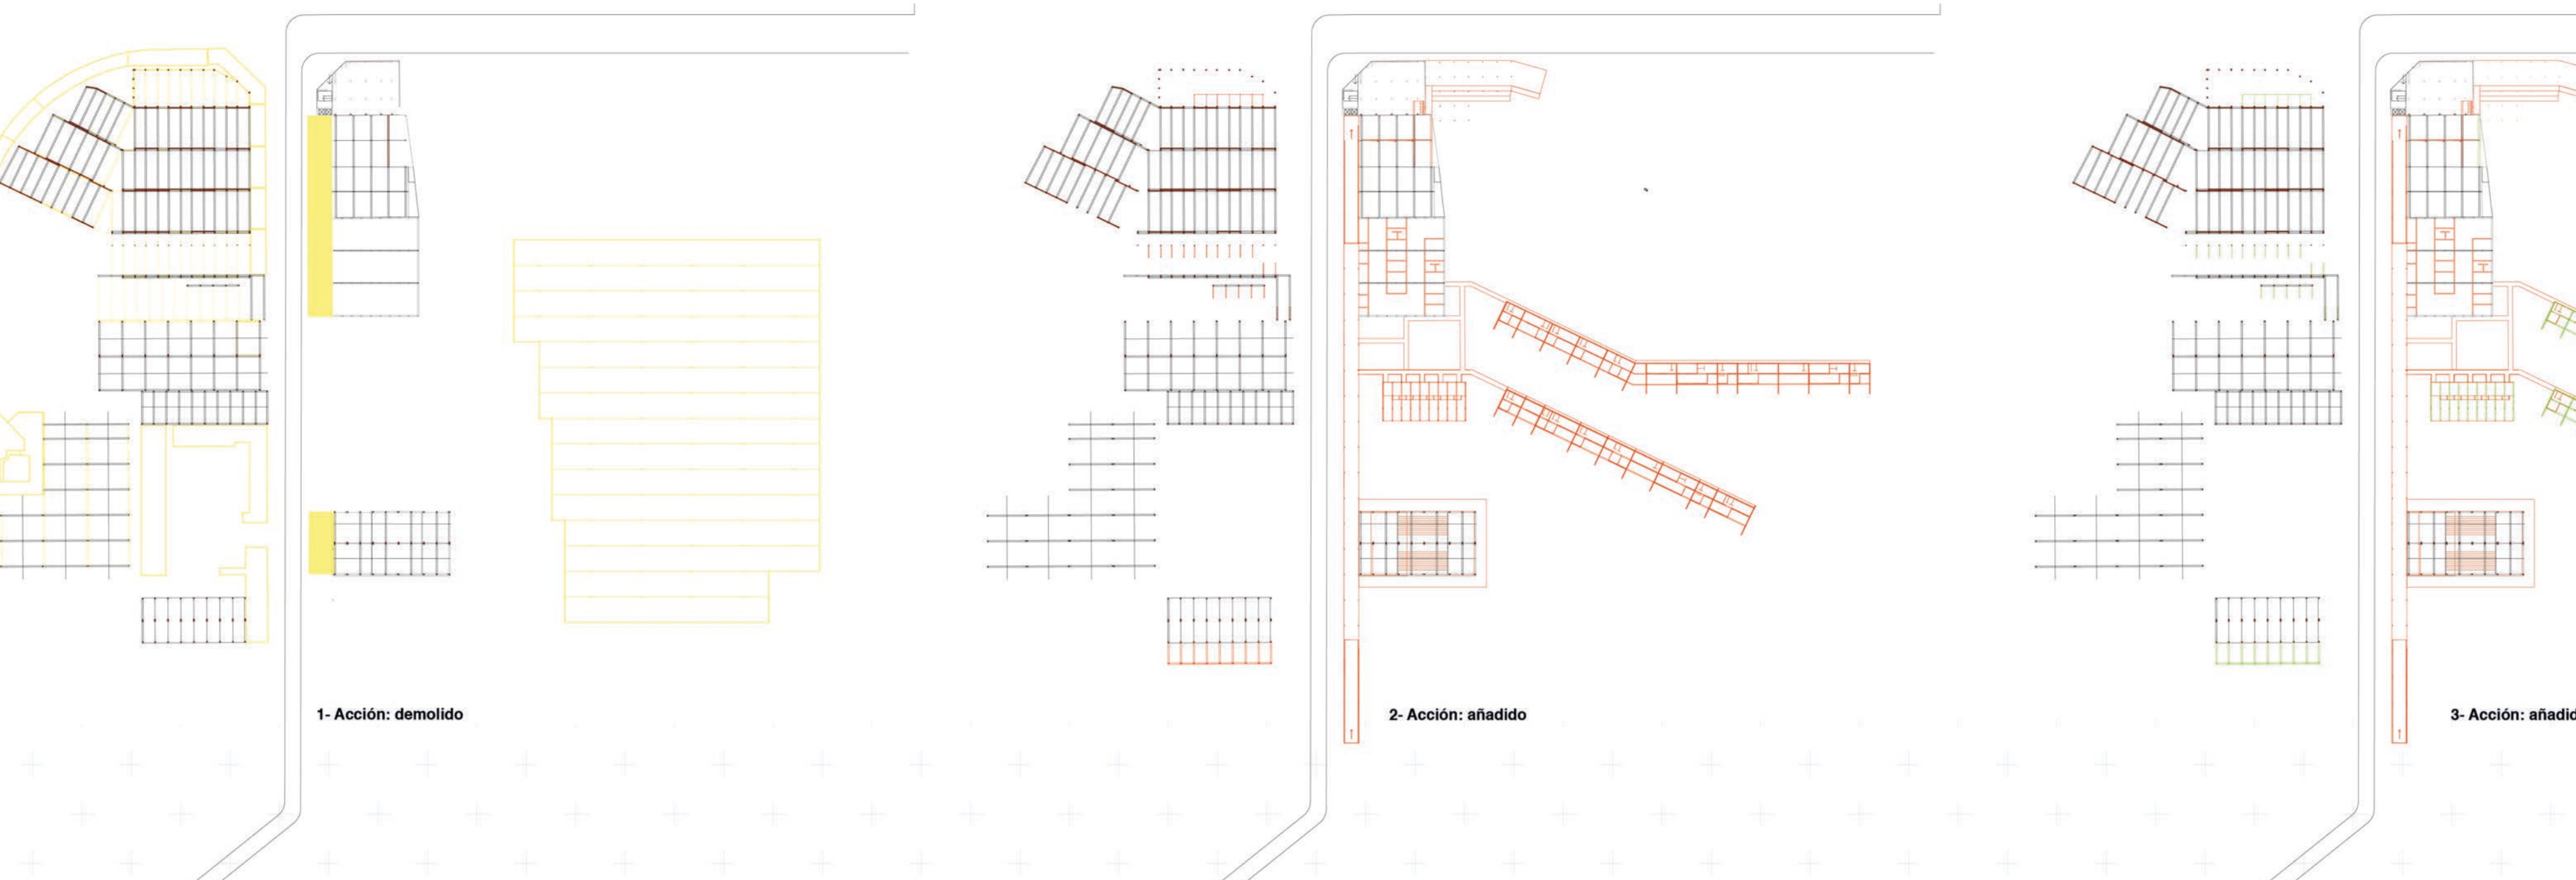 1- Acción: demolido
2- Acción: añadido
3- Acción: añadid